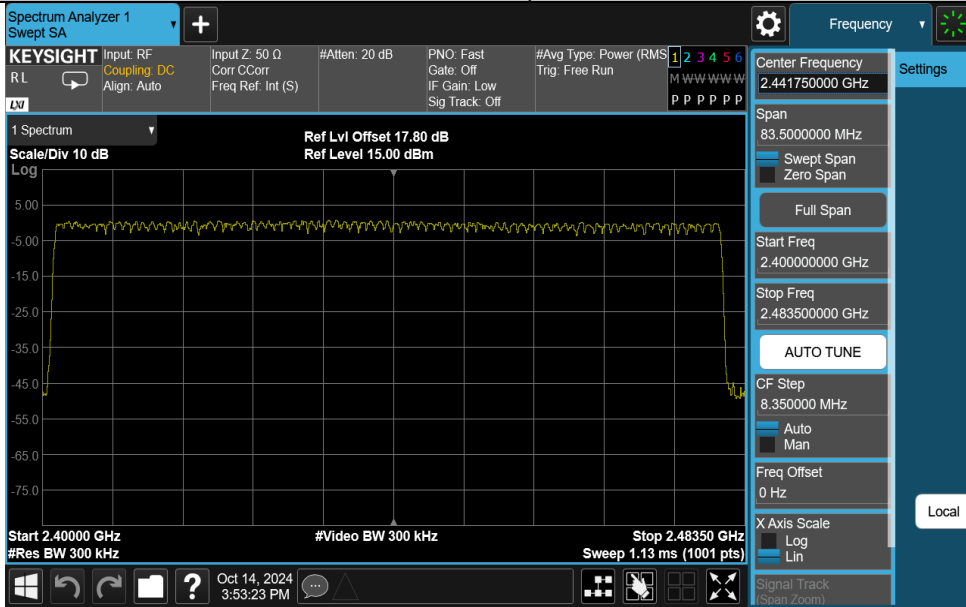 Spectrum Analyzer 1
Swept SA
+
Frequency
KEYSIGHT
RL
LXI
Input: RF
Coupling: DC
Align: Auto
Input Z: 50 Ω
Corr CCorr
Freq Ref: Int (S)
#Atten: 20 dB
PNO: Fast
Gate: Off
IF Gain: Low
Sig Track: Off
#Avg Type: Power (RMS
Trig: Free Run
1 2 3 4 5 6
M W W W W W
P P P P P P
Center Frequency
2.441750000 GHz
Settings
Span
83.5000000 MHz
Swept Span
Zero Span
Full Span
Start Freq
2.400000000 GHz
Stop Freq
2.483500000 GHz
AUTO TUNE
CF Step
8.350000 MHz
Auto
Man
Freq Offset
0 Hz
X Axis Scale
Log
Lin
Signal Track
(Span Zoom)
Local
1 Spectrum
Scale/Div 10 dB
Ref Lvl Offset 17.80 dB
Ref Level 15.00 dBm
Log
5.00
-5.00
-15.0
-25.0
-35.0
-45.0
-55.0
-65.0
-75.0
Start 2.40000 GHz
#Res BW 300 kHz
#Video BW 300 kHz
Stop 2.48350 GHz
Sweep 1.13 ms (1001 pts)
?
Oct 14, 2024
3:53:23 PM